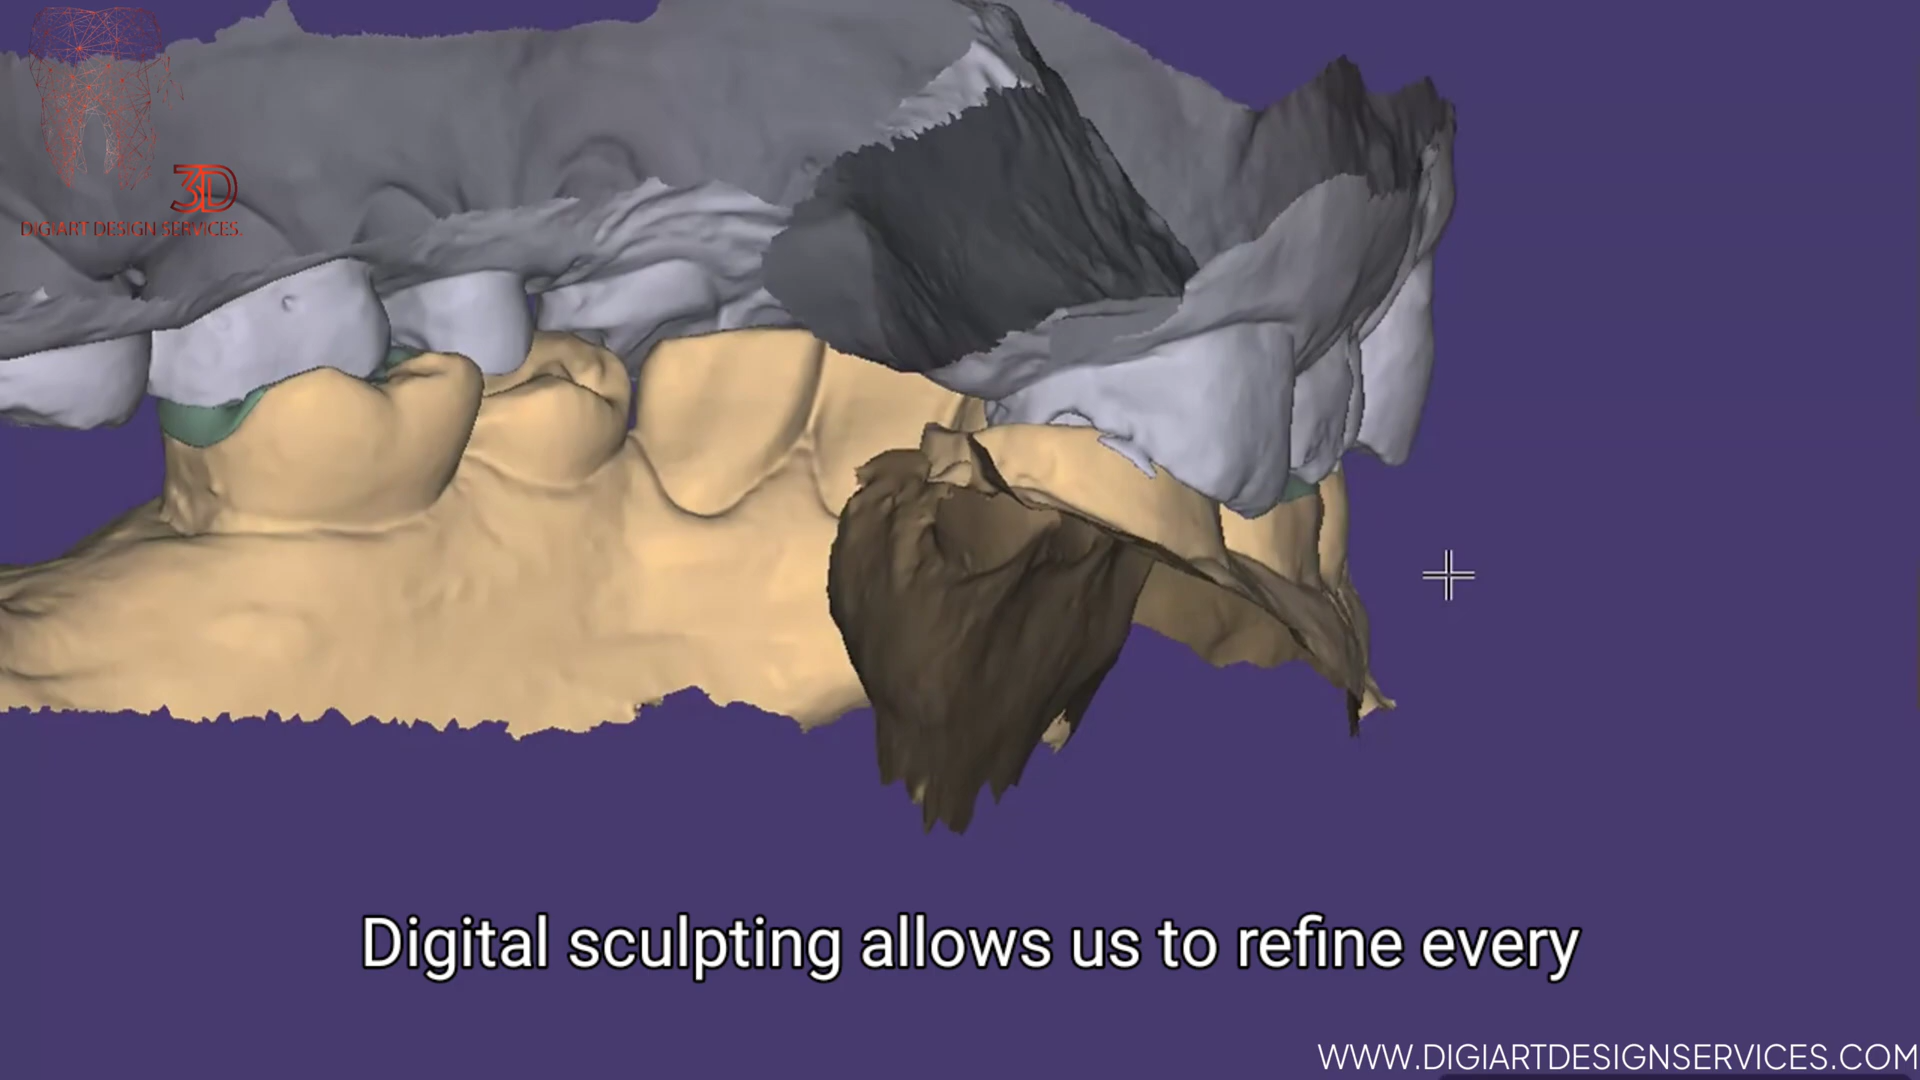 3D
DIGIART DESIGN SERVICES.
Digital sculpting allows us to refine every
WWW.DIGIARTDESIGNSERVICES.COM